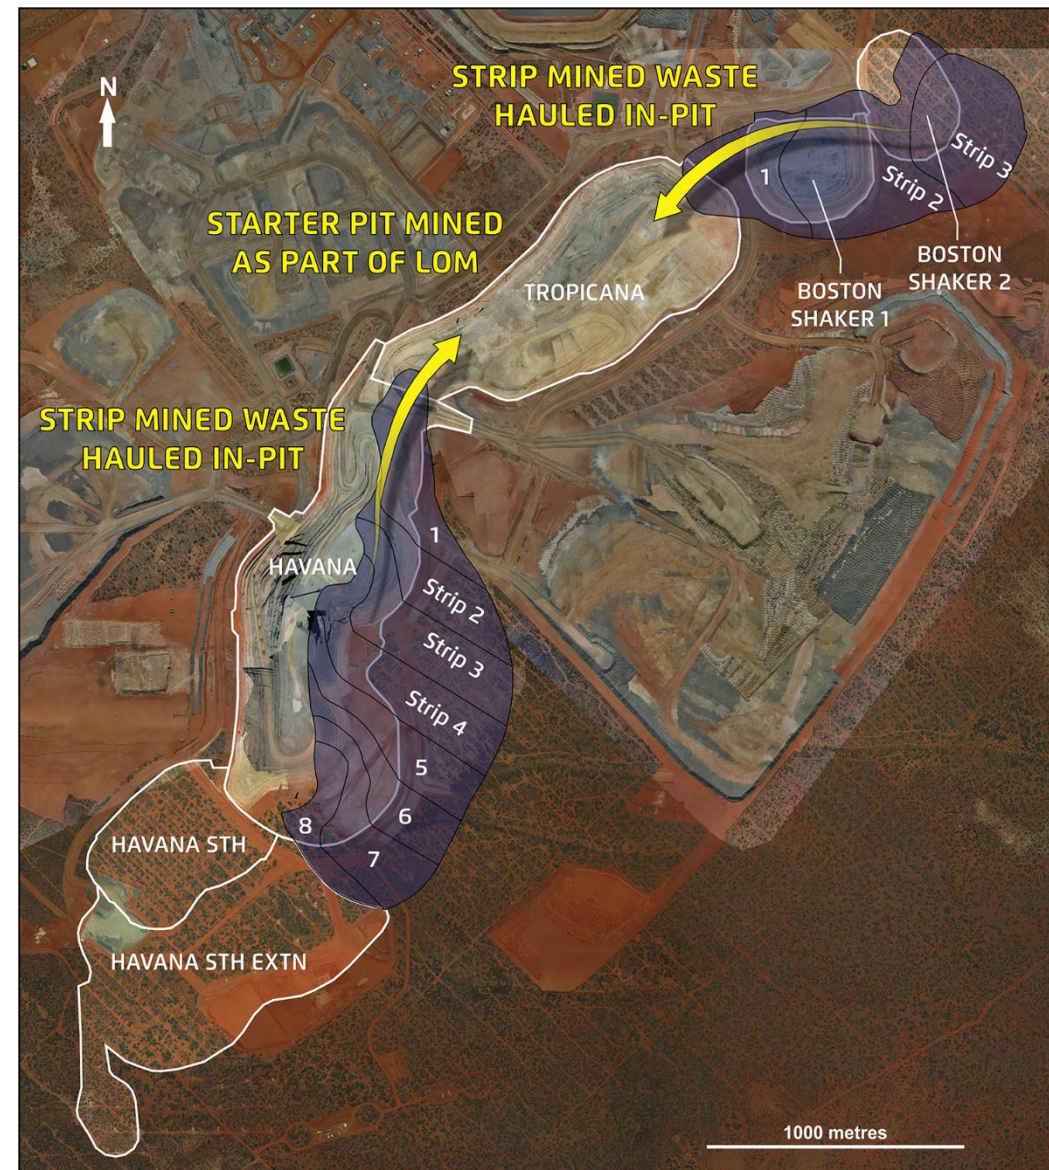 N
STRIP MINED WASTE
HAULED IN-PIT
1
Strip 2
Strip 3
STARTER PIT MINED
AS PART OF LOM
BOSTON
SHAKER 2
TROPICANA
BOSTON
SHAKER 1
STRIP MINED WASTE
HAULED IN-PIT
HAVANA
1
Strip 2
Strip 3
Strip 4
5
6
7
8
HAVANA STH
HAVANA STH EXTN
1000 metres